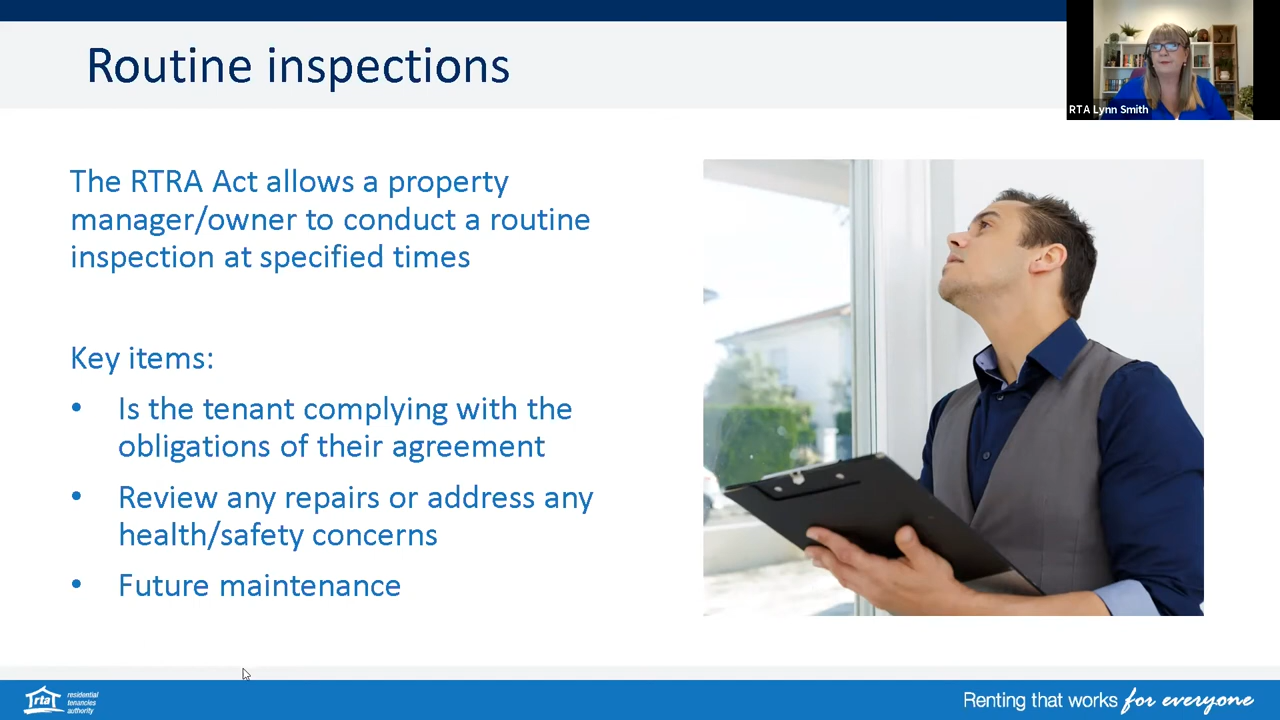 Routine inspections
RTA Lynn Smith
The RTRA Act allows a property
manager/owner to conduct a routine
inspection at specified times
Key items:
• Is the tenant complying with the
obligations of their agreement
• Review any repairs or address any
health/safety concerns
• Future maintenance
rta
residential
tenancies
authority
Renting that works for everyone